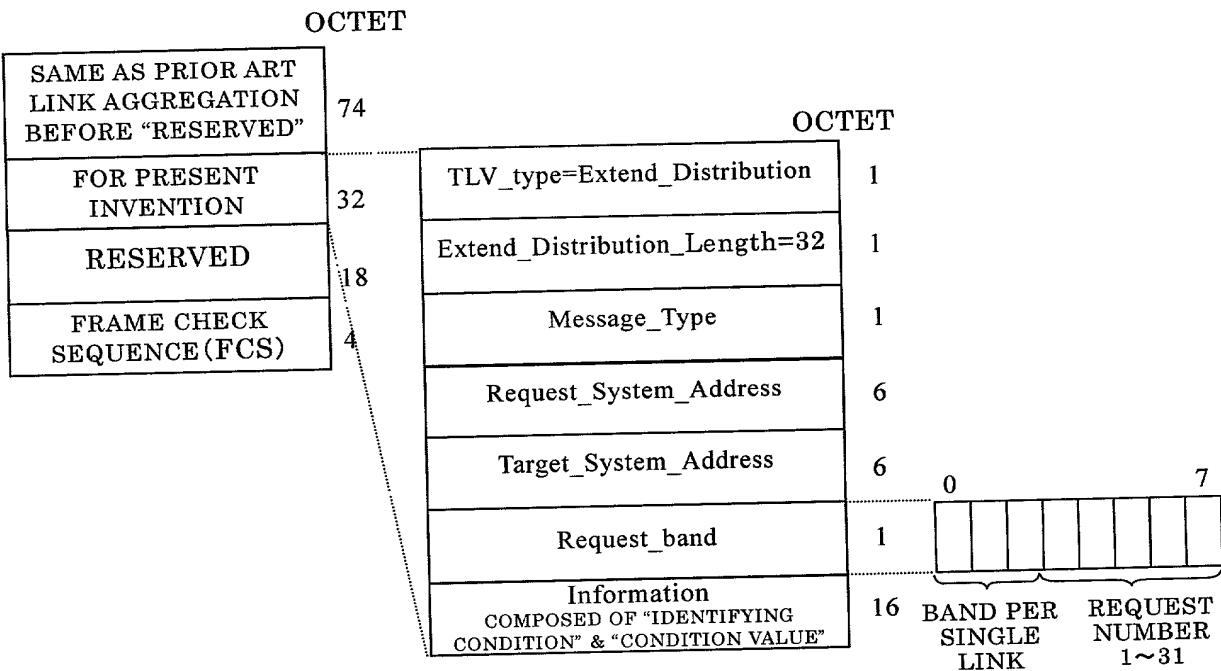 OCTET
SAME AS PRIOR ART
LINK AGGREGATION
BEFORE “RESERVED”
74
FOR PRESENT
INVENTION
32
RESERVED
18
FRAME CHECK
SEQUENCE(FCS)
4
OCTET
TLV_type=Extend_Distribution
1
Extend_Distribution_Length=32
1
Message_Type
1
Request_System_Address
6
Target_System_Address
6
Request_band
1
Information
COMPOSED OF “IDENTIFYING
CONDITION” & “CONDITION VALUE”
16
0
7
BAND PER
SINGLE
LINK
REQUEST
NUMBER
1~31